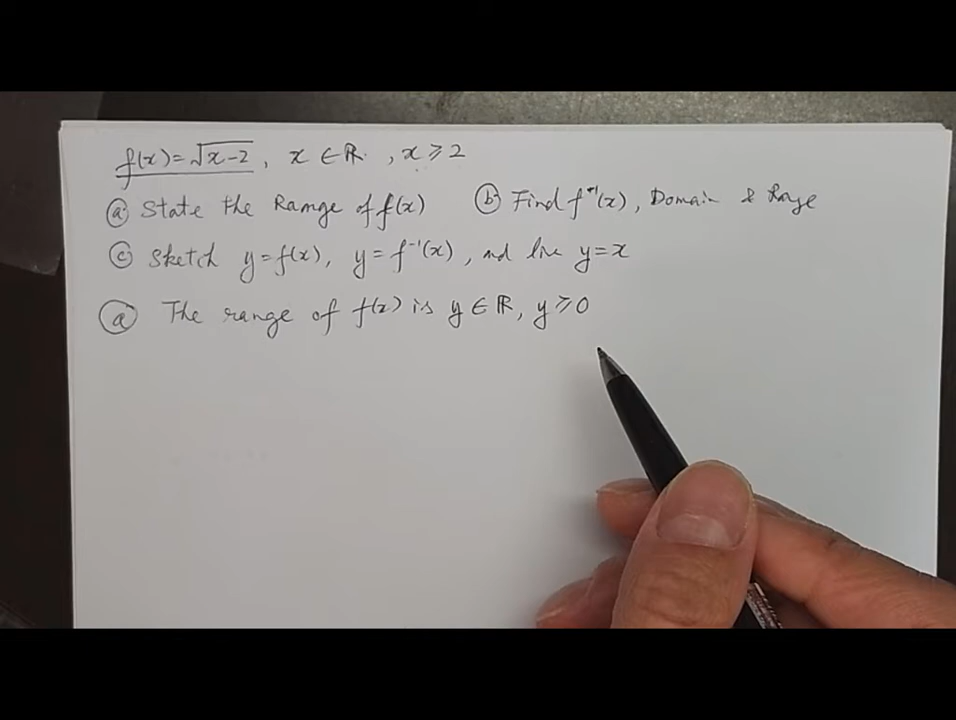 f(x) = √x-2, x ∈ ℝ, x ≥ 2
ⓐ State the Range of f(x) ⓑ Find f⁻¹(x), Domain & Range
ⓒ Sketch y = f(x), y = f⁻¹(x), and line y = x
ⓐ The range of f(x) is y ∈ ℝ, y ≥ 0